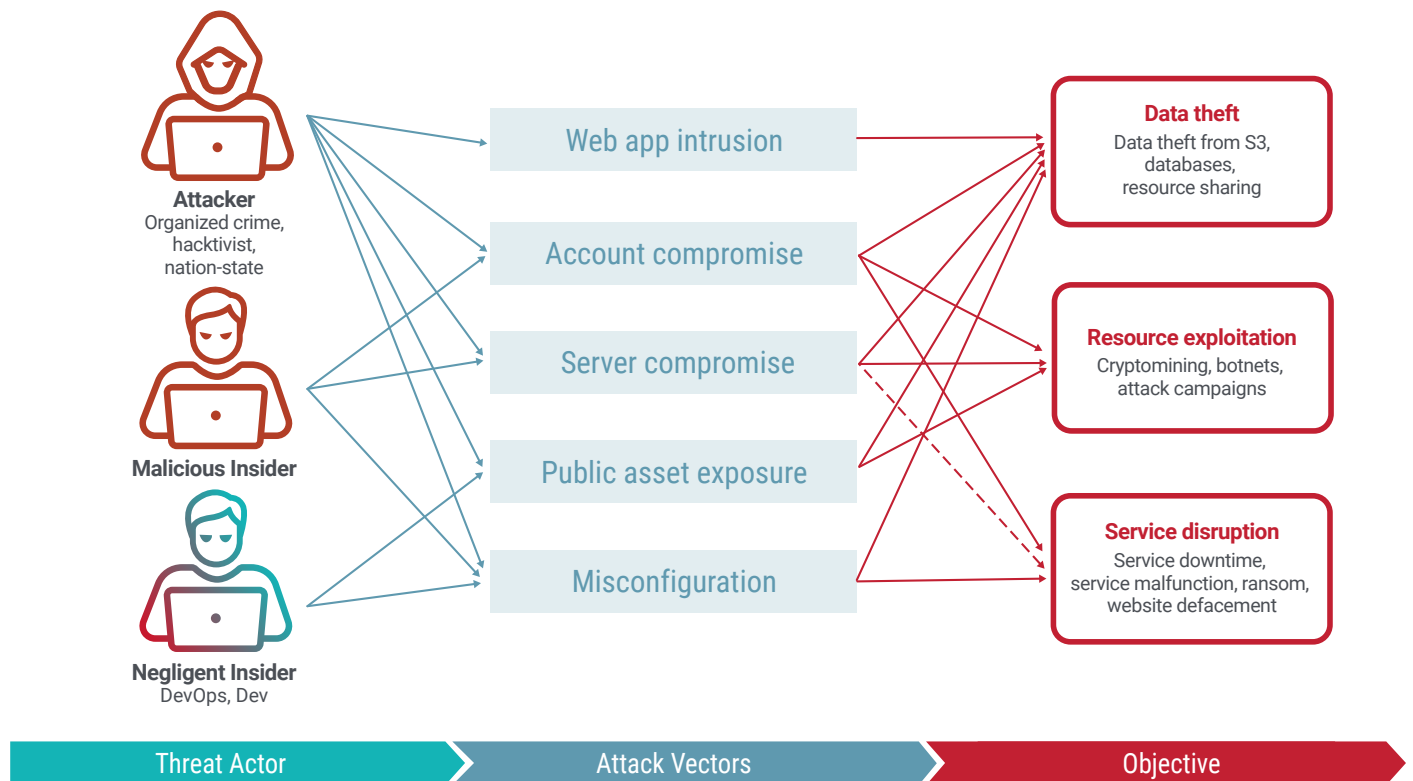 Attacker
Organized crime,
hacktivist,
nation-state
Malicious Insider
Negligent Insider
DevOps, Dev
Web app intrusion
Account compromise
Server compromise
Public asset exposure
Misconfiguration
Data theft
Data theft from S3,
databases,
resource sharing
Resource exploitation
Cryptomining, botnets,
attack campaigns
Service disruption
Service downtime,
service malfunction, ransom,
website defacement
Threat Actor
Attack Vectors
Objective